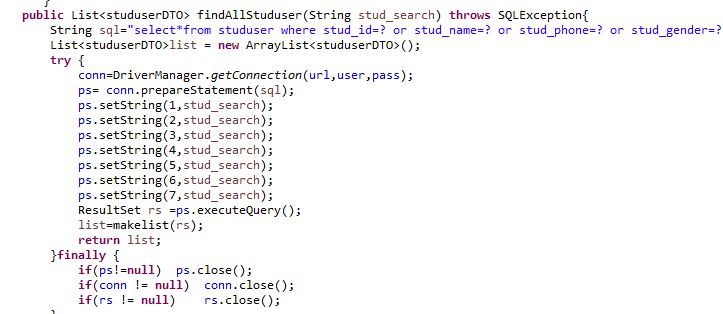 }
public List<studuserDTO> findAllStuduser(String stud_search) throws SQLException{
String sql="select*from studuser where stud_id=? or stud_name=? or stud_phone=? or stud_gender=?
List<studuserDTO>list = new ArrayList<studuserDTO>();
try {
conn=DriverManager.getConnection(url,user,pass);
ps= conn.prepareStatement(sql);
ps.setString(1,stud_search);
ps.setString(2,stud_search);
ps.setString(3,stud_search);
ps.setString(4,stud_search);
ps.setString(5,stud_search);
ps.setString(6,stud_search);
ps.setString(7,stud_search);
ResultSet rs =ps.executeQuery();
list=makelist(rs);
return list;
}finally {
if(ps!=null) ps.close();
if(conn != null) conn.close();
if(rs != null) rs.close();
}